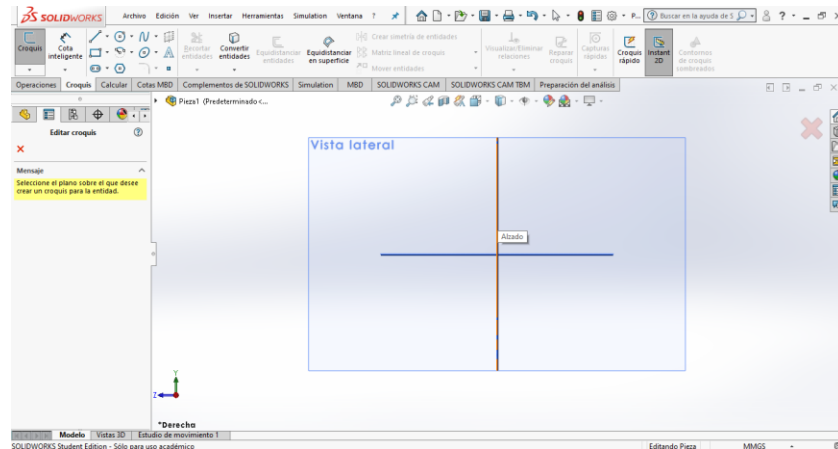 SOLIDWORKS Archivo Edición Ver Insertar Herramientas Simulation Ventana ? P... Buscar en la ayuda de S
Croquis Cota inteligente Recortar entidades Convertir entidades Equidistanciar entidades Equidistanciar en superficie Crear simetría de entidades Matriz lineal de croquis Mover entidades Visualizar/Eliminar relaciones Reparar croquis Capturas rápidas Croquis rápido Instant 2D Contornos de croquis sombreados
Operaciones Croquis Calcular Cotas MBD Complementos de SOLIDWORKS Simulation MBD SOLIDWORKS CAM SOLIDWORKS CAM TBM Preparación del análisis
Pieza1 (Predeterminado<...
Editar croquis
Mensaje
Seleccione el plano sobre el que desee
crear un croquis para la entidad.
Vista lateral
Alzado
Y
Z
*Derecha
Modelo Vistas 3D Estudio de movimiento 1
SOLIDWORKS Student Edition - Sólo para uso académico Editando Pieza MMGS